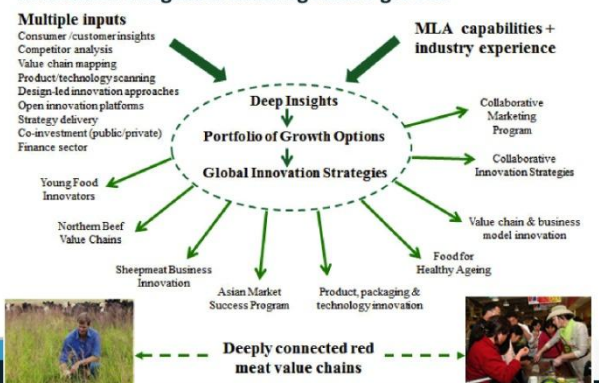 Multiple inputs
Consumer /customer insights
Competitor analysis
Value chain mapping
Product/technology scanning
Design-led innovation approaches
Open innovation platforms
Strategy delivery
Co-investment (public/private)
Finance sector
MLA capabilities +
industry experience
Deep Insights
Portfolio of Growth Options
Global Innovation Strategies
Collaborative
Marketing
Program
Collaborative
Innovation Strategies
Value chain & business
model innovation
Food for
Healthy Ageing
Product, packaging &
technology innovation
Asian Market
Success Program
Sheepmeat Business
Innovation
Northern Beef
Value Chains
Young Food
Innovators
Deeply connected red
meat value chains